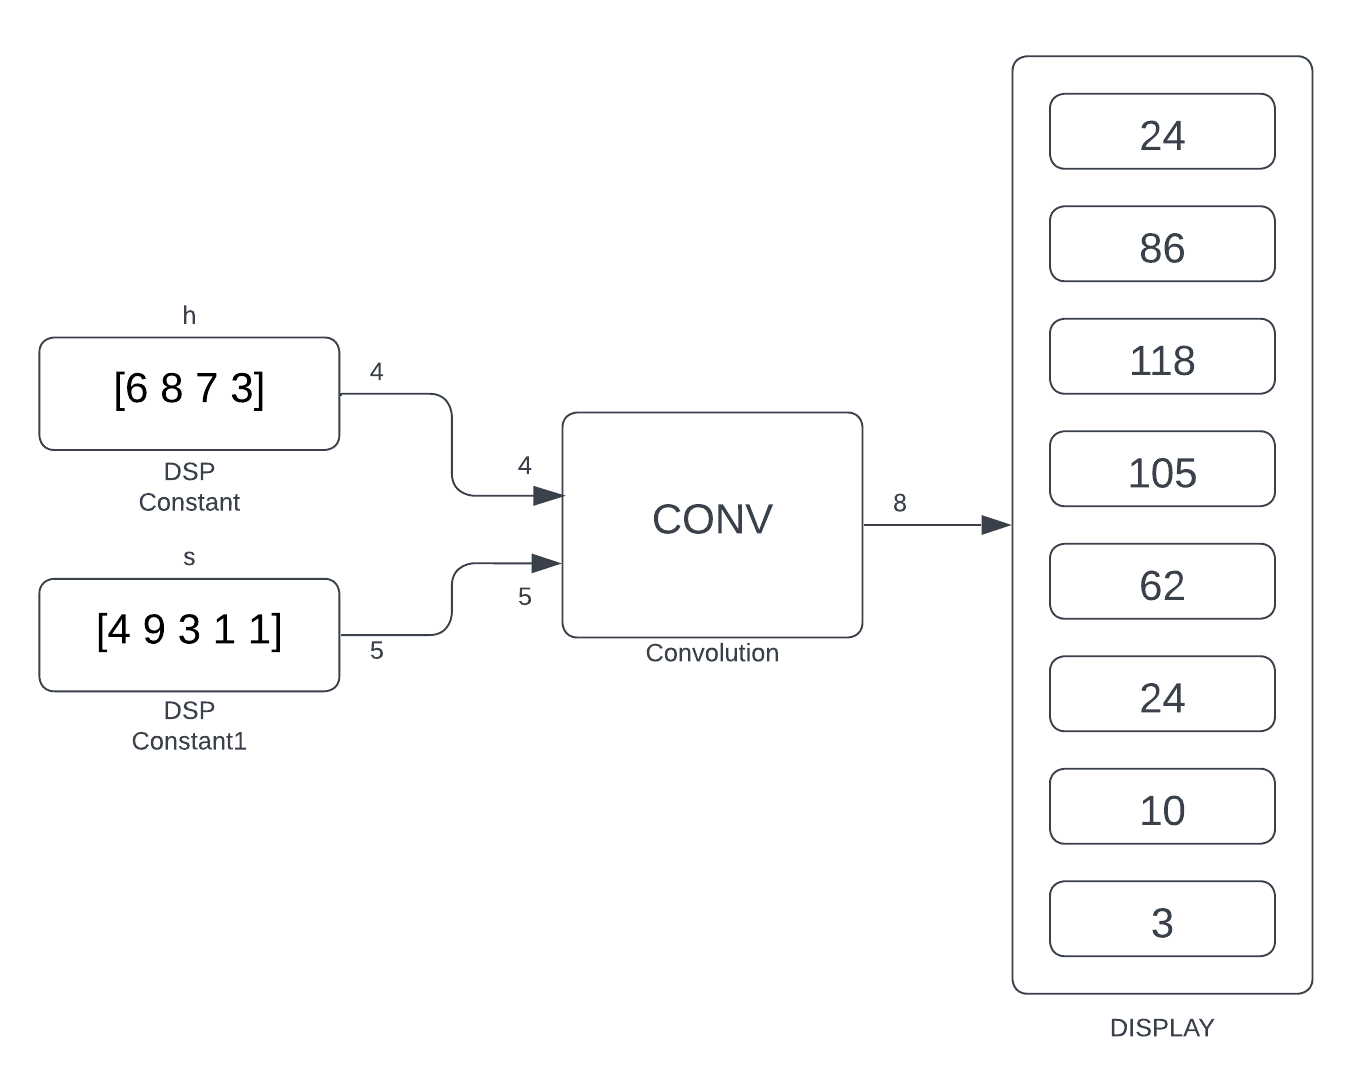 h
[6 8 7 3]
DSP
Constant
4
4
s
[4 9 3 1 1]
DSP
Constant1
5
5
CONV
Convolution
8
24
86
118
105
62
24
10
3
DISPLAY